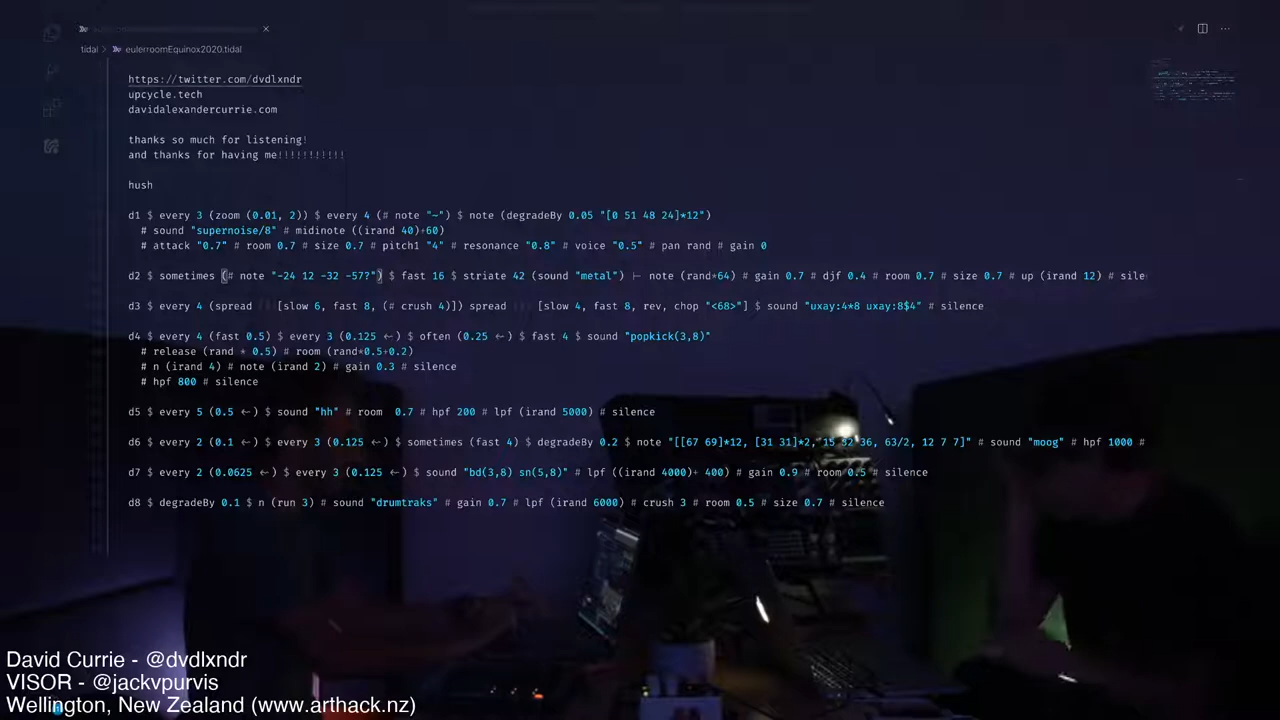 tidal > eulerroomEquinox2020.tidal
https://twitter.com/dvdlxndr
upcycle.tech
davidalexandercurrie.com
thanks so much for listening!
and thanks for having me!!!!!!!!!!!
hush
d1 $ every 3 (zoom (0.01, 2)) $ every 4 (# note "~") $ note (degradeBy 0.05 "[0 51 48 24]*12")
# sound "supernoise/8" # midinote ((irand 40)+60)
# attack "0.7" # room 0.7 # size 0.7 # pitch1 "4" # resonance "0.8" # voice "0.5" # pan rand # gain 0
d2 $ sometimes (# note "-24 12 -32 -57?") $ fast 16 $ striate 42 (sound "metal") |- note (rand*64) # gain 0.7 # djf 0.4 # room 0.7 # size 0.7 # up (irand 12) # sile
d3 $ every 4 (spread [slow 6, fast 8, (# crush 4)]) spread [slow 4, fast 8, rev, chop "<68>"] $ sound "uxay:4*8 uxay:8$4" # silence
d4 $ every 4 (fast 0.5) $ every 3 (0.125 <~) $ often (0.25 <~) $ fast 4 $ sound "popkick(3,8)"
# release (rand * 0.5) # room (rand*0.5+0.2)
# n (irand 4) # note (irand 2) # gain 0.3 # silence
# hpf 800 # silence
d5 $ every 5 (0.5 <~) $ sound "hh" # room 0.7 # hpf 200 # lpf (irand 5000) # silence
d6 $ every 2 (0.1 <~) $ every 3 (0.125 <~) $ sometimes (fast 4) $ degradeBy 0.2 $ note "[[67 69]*12, [31 31]*2, 15 32 36, 63/2, 12 7 7]" # sound "moog" # hpf 1000 #
d7 $ every 2 (0.0625 <~) $ every 3 (0.125 <~) $ sound "bd(3,8) sn(5,8)" # lpf ((irand 4000)+ 400) # gain 0.9 # room 0.5 # silence
d8 $ degradeBy 0.1 $ n (run 3) # sound "drumtraks" # gain 0.7 # lpf (irand 6000) # crush 3 # room 0.5 # size 0.7 # silence
David Currie - @dvdlxndr
VISOR - @jackvpurvis
Wellington, New Zealand (www.arthack.nz)